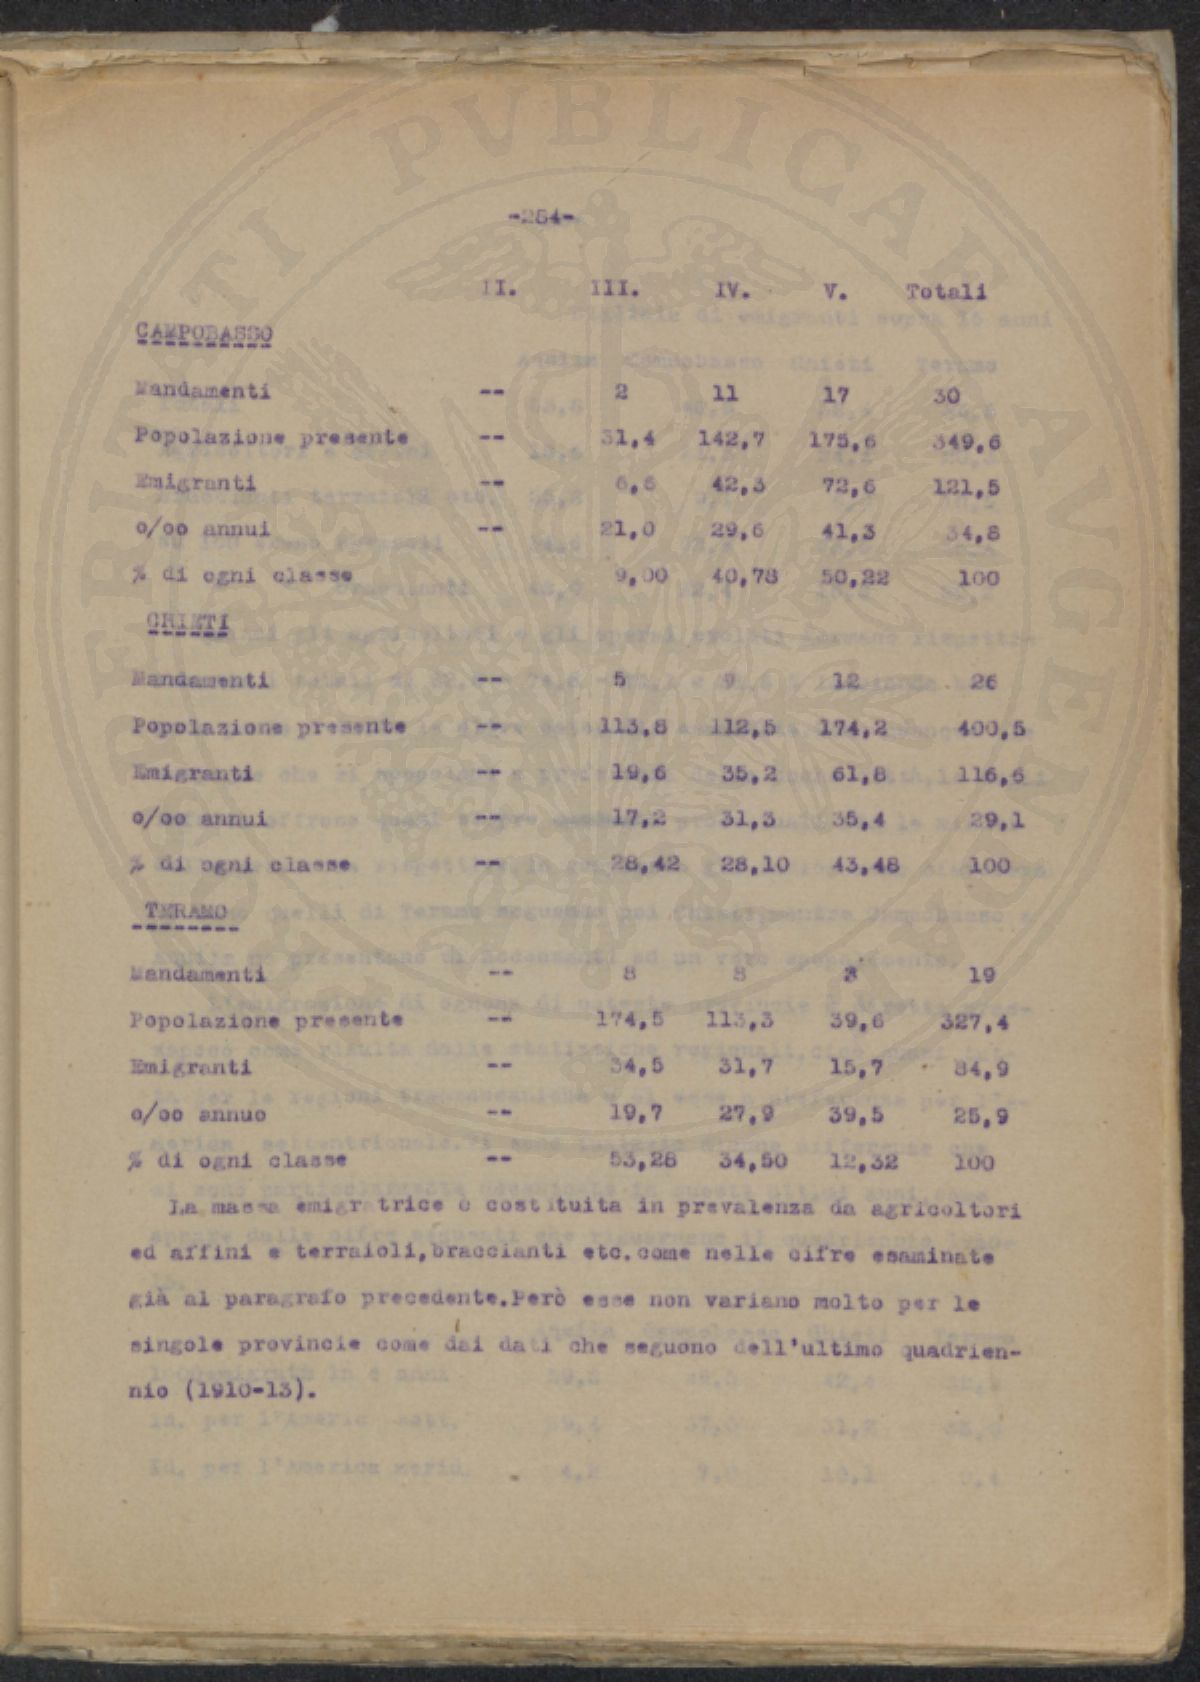 -254-
II. III. IV. V. Totali
CAMPOBASSO
Mandamenti -- 2 11 17 30
Popolazione presente -- 31,4 142,7 175,6 349,6
Emigranti -- 6,6 42,3 72,6 121,5
o/oo annui -- 21,0 29,6 41,3 34,8
% di ogni classe 9,00 40,78 50,22 100
CHIETI
Mandamenti -- 5 9 12 26
Popolazione presente -- 113,8 112,5 174,2 400,5
Emigranti -- 19,6 35,2 61,8 116,6
o/oo annui -- 17,2 31,3 35,4 29,1
% di ogni classe -- 28,42 28,10 43,48 100
TERAMO
Mandamenti -- 8 8 3 19
Popolazione presente -- 174,5 113,3 39,6 327,4
Emigranti -- 34,5 31,7 15,7 84,9
o/oo annuo -- 19,7 27,9 39,5 25,9
% di ogni classe -- 53,28 34,50 12,32 100
La massa emigratrice è costituita in prevalenza da agricoltori
ed affini e terraioli,braccianti etc.come nelle cifre esaminate
già al paragrafo precedente.Però esse non variano molto per le
singole provincie come dai dati che seguono dell'ultimo quadrien-
nio (1910-13).